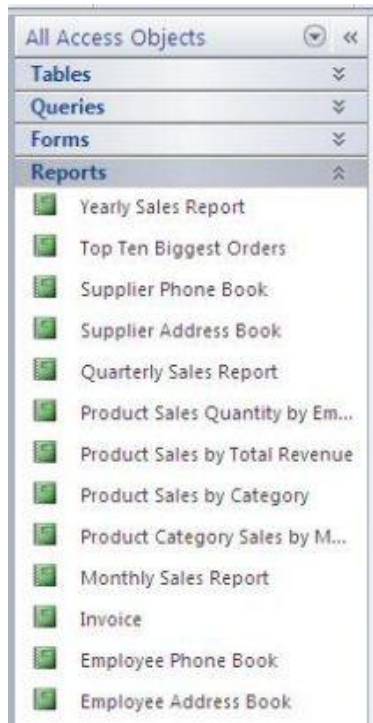 All Access Objects
Tables
Queries
Forms
Reports
Yearly Sales Report
Top Ten Biggest Orders
Supplier Phone Book
Supplier Address Book
Quarterly Sales Report
Product Sales Quantity by Em...
Product Sales by Total Revenue
Product Sales by Category
Product Category Sales by M...
Monthly Sales Report
Invoice
Employee Phone Book
Employee Address Book